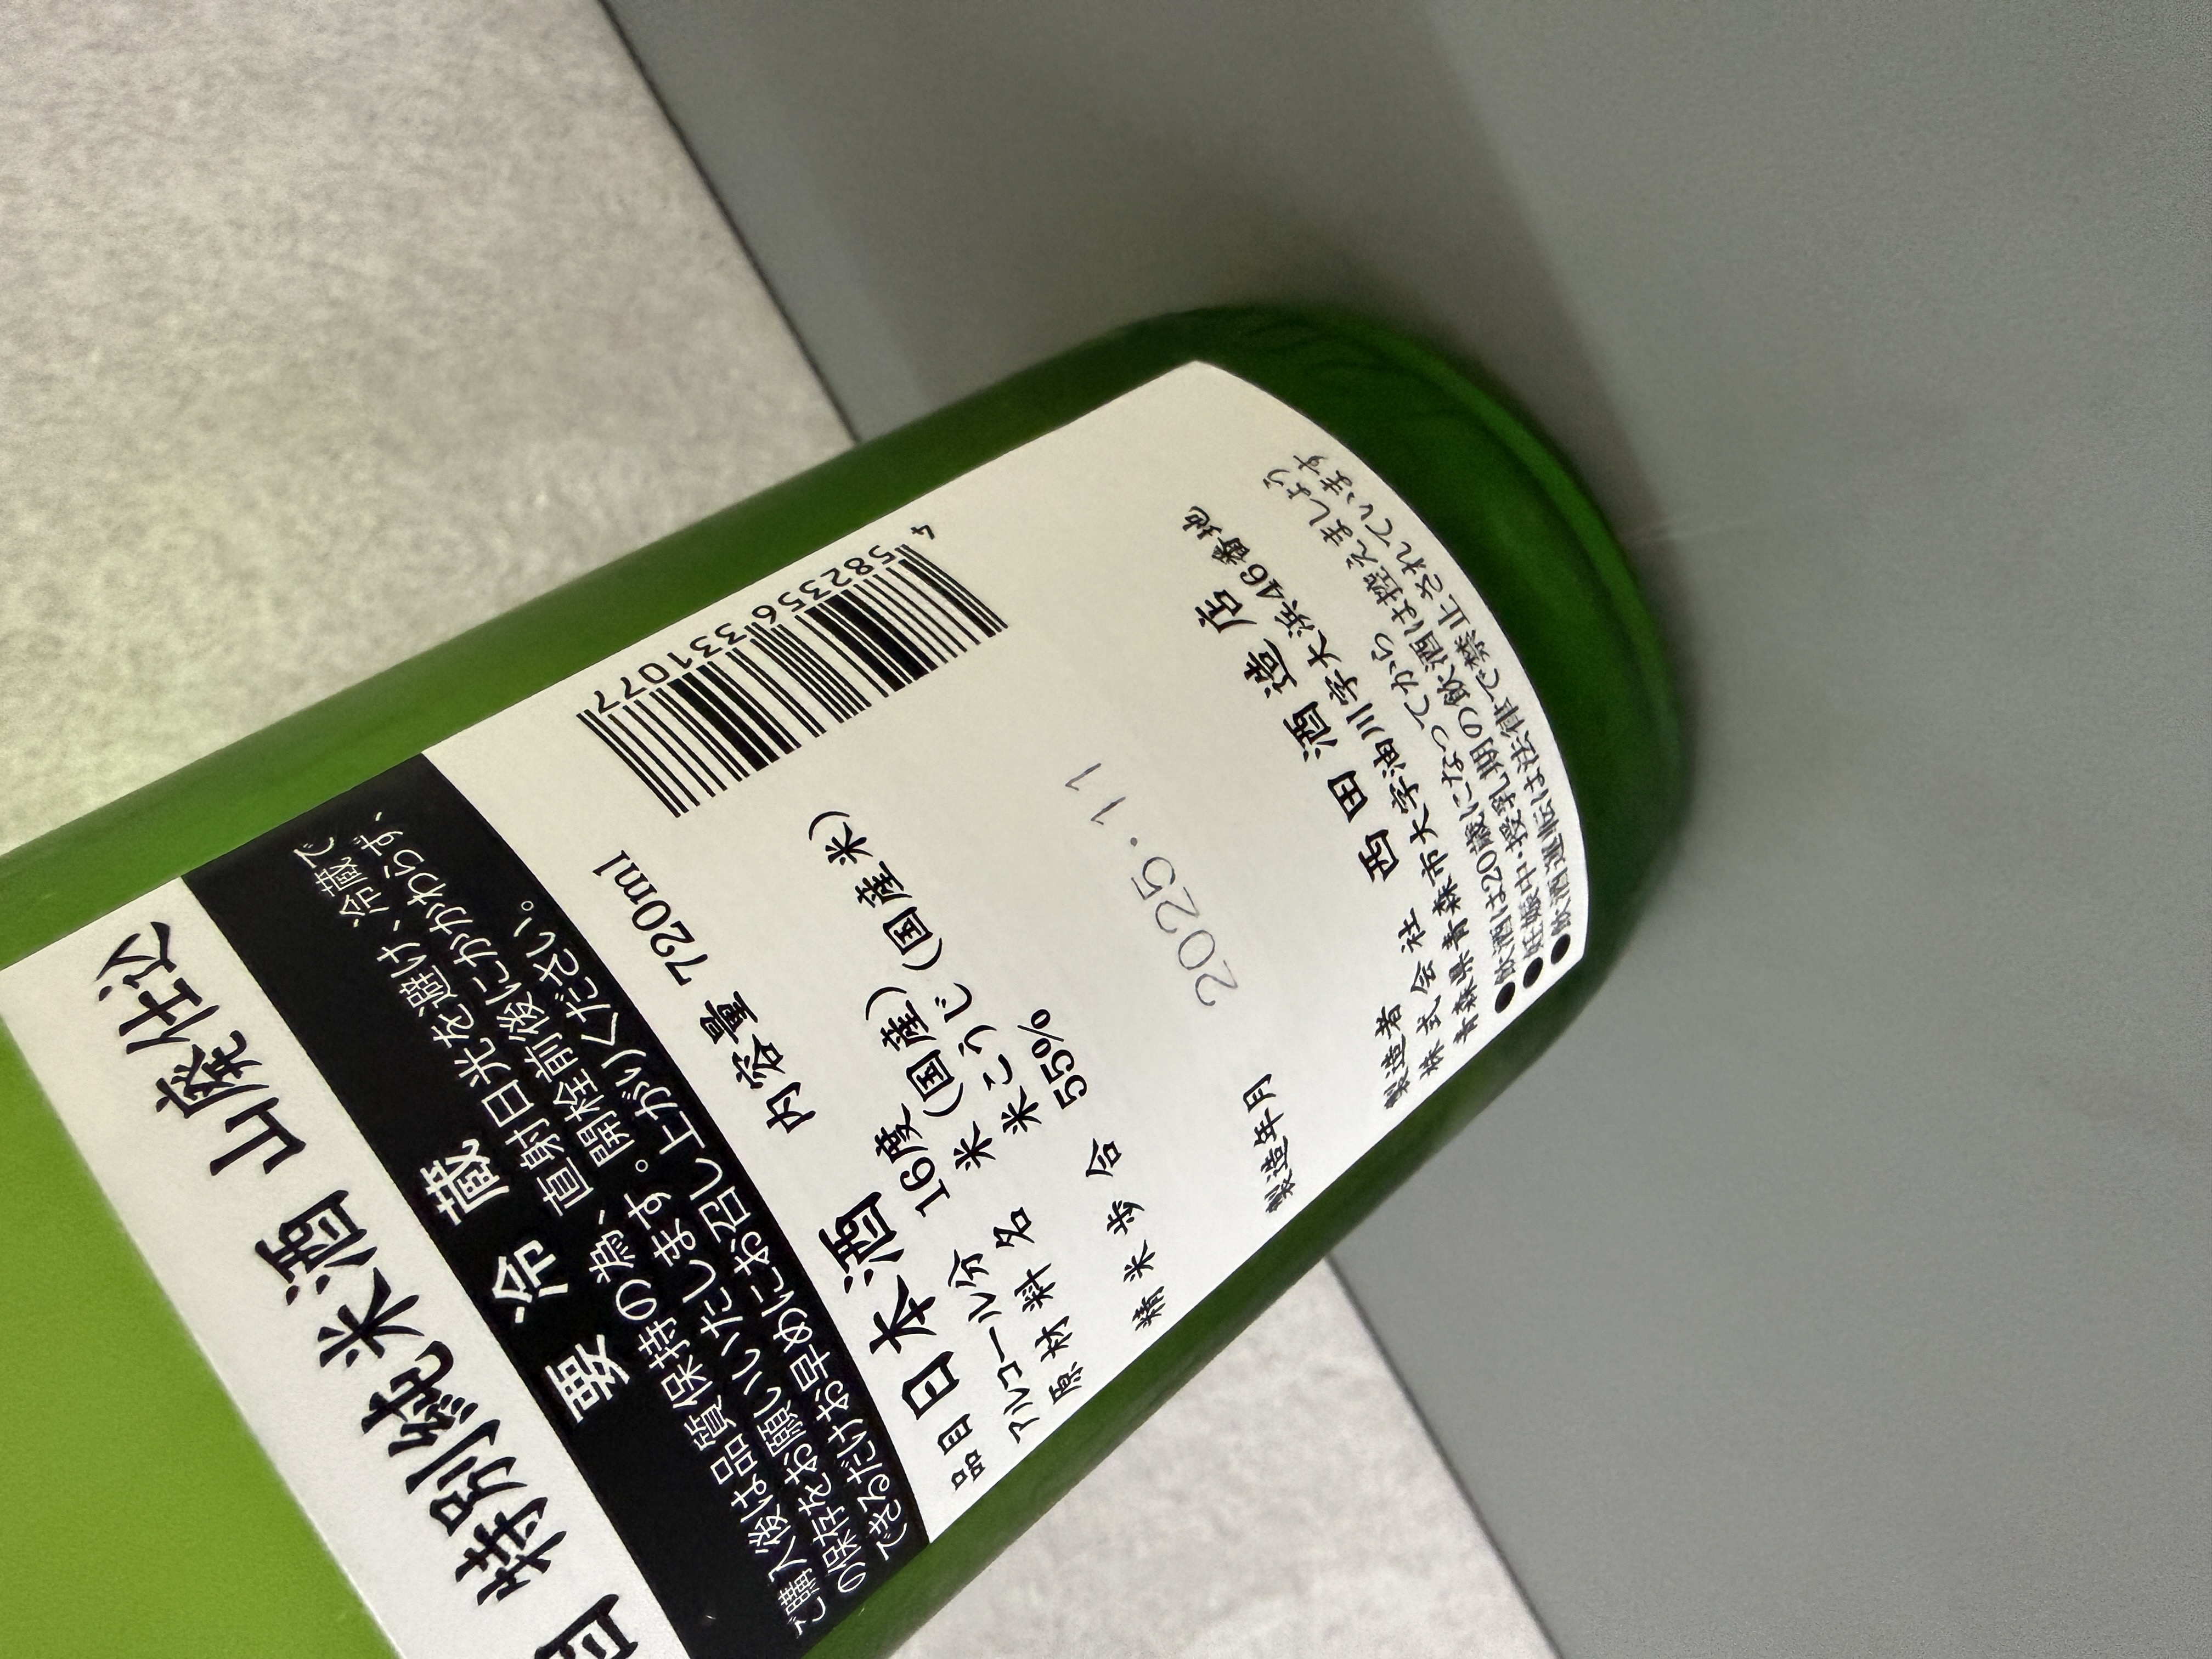 特別純米酒 山廃仕込
要冷蔵
ご購入後は品質保持の為、直射日光を避け、冷蔵で
の保存をお願いいたします。開栓前後にかかわらず、
できるだけお早めにお召し上がりください。
品目 日本酒 内容量 720ml
アルコール分 16度
原材料名 米(国産)
米こうじ(国産米)
精米歩合 55%
4 582356 331077
製造年月 2025.11
製造者
株式会社 西田酒造店
青森県青森市大字油川字大浜46番地
●飲酒は20歳になってから
●妊娠中・授乳期の飲酒は控えましょう
●飲酒運転は法律で禁止されています